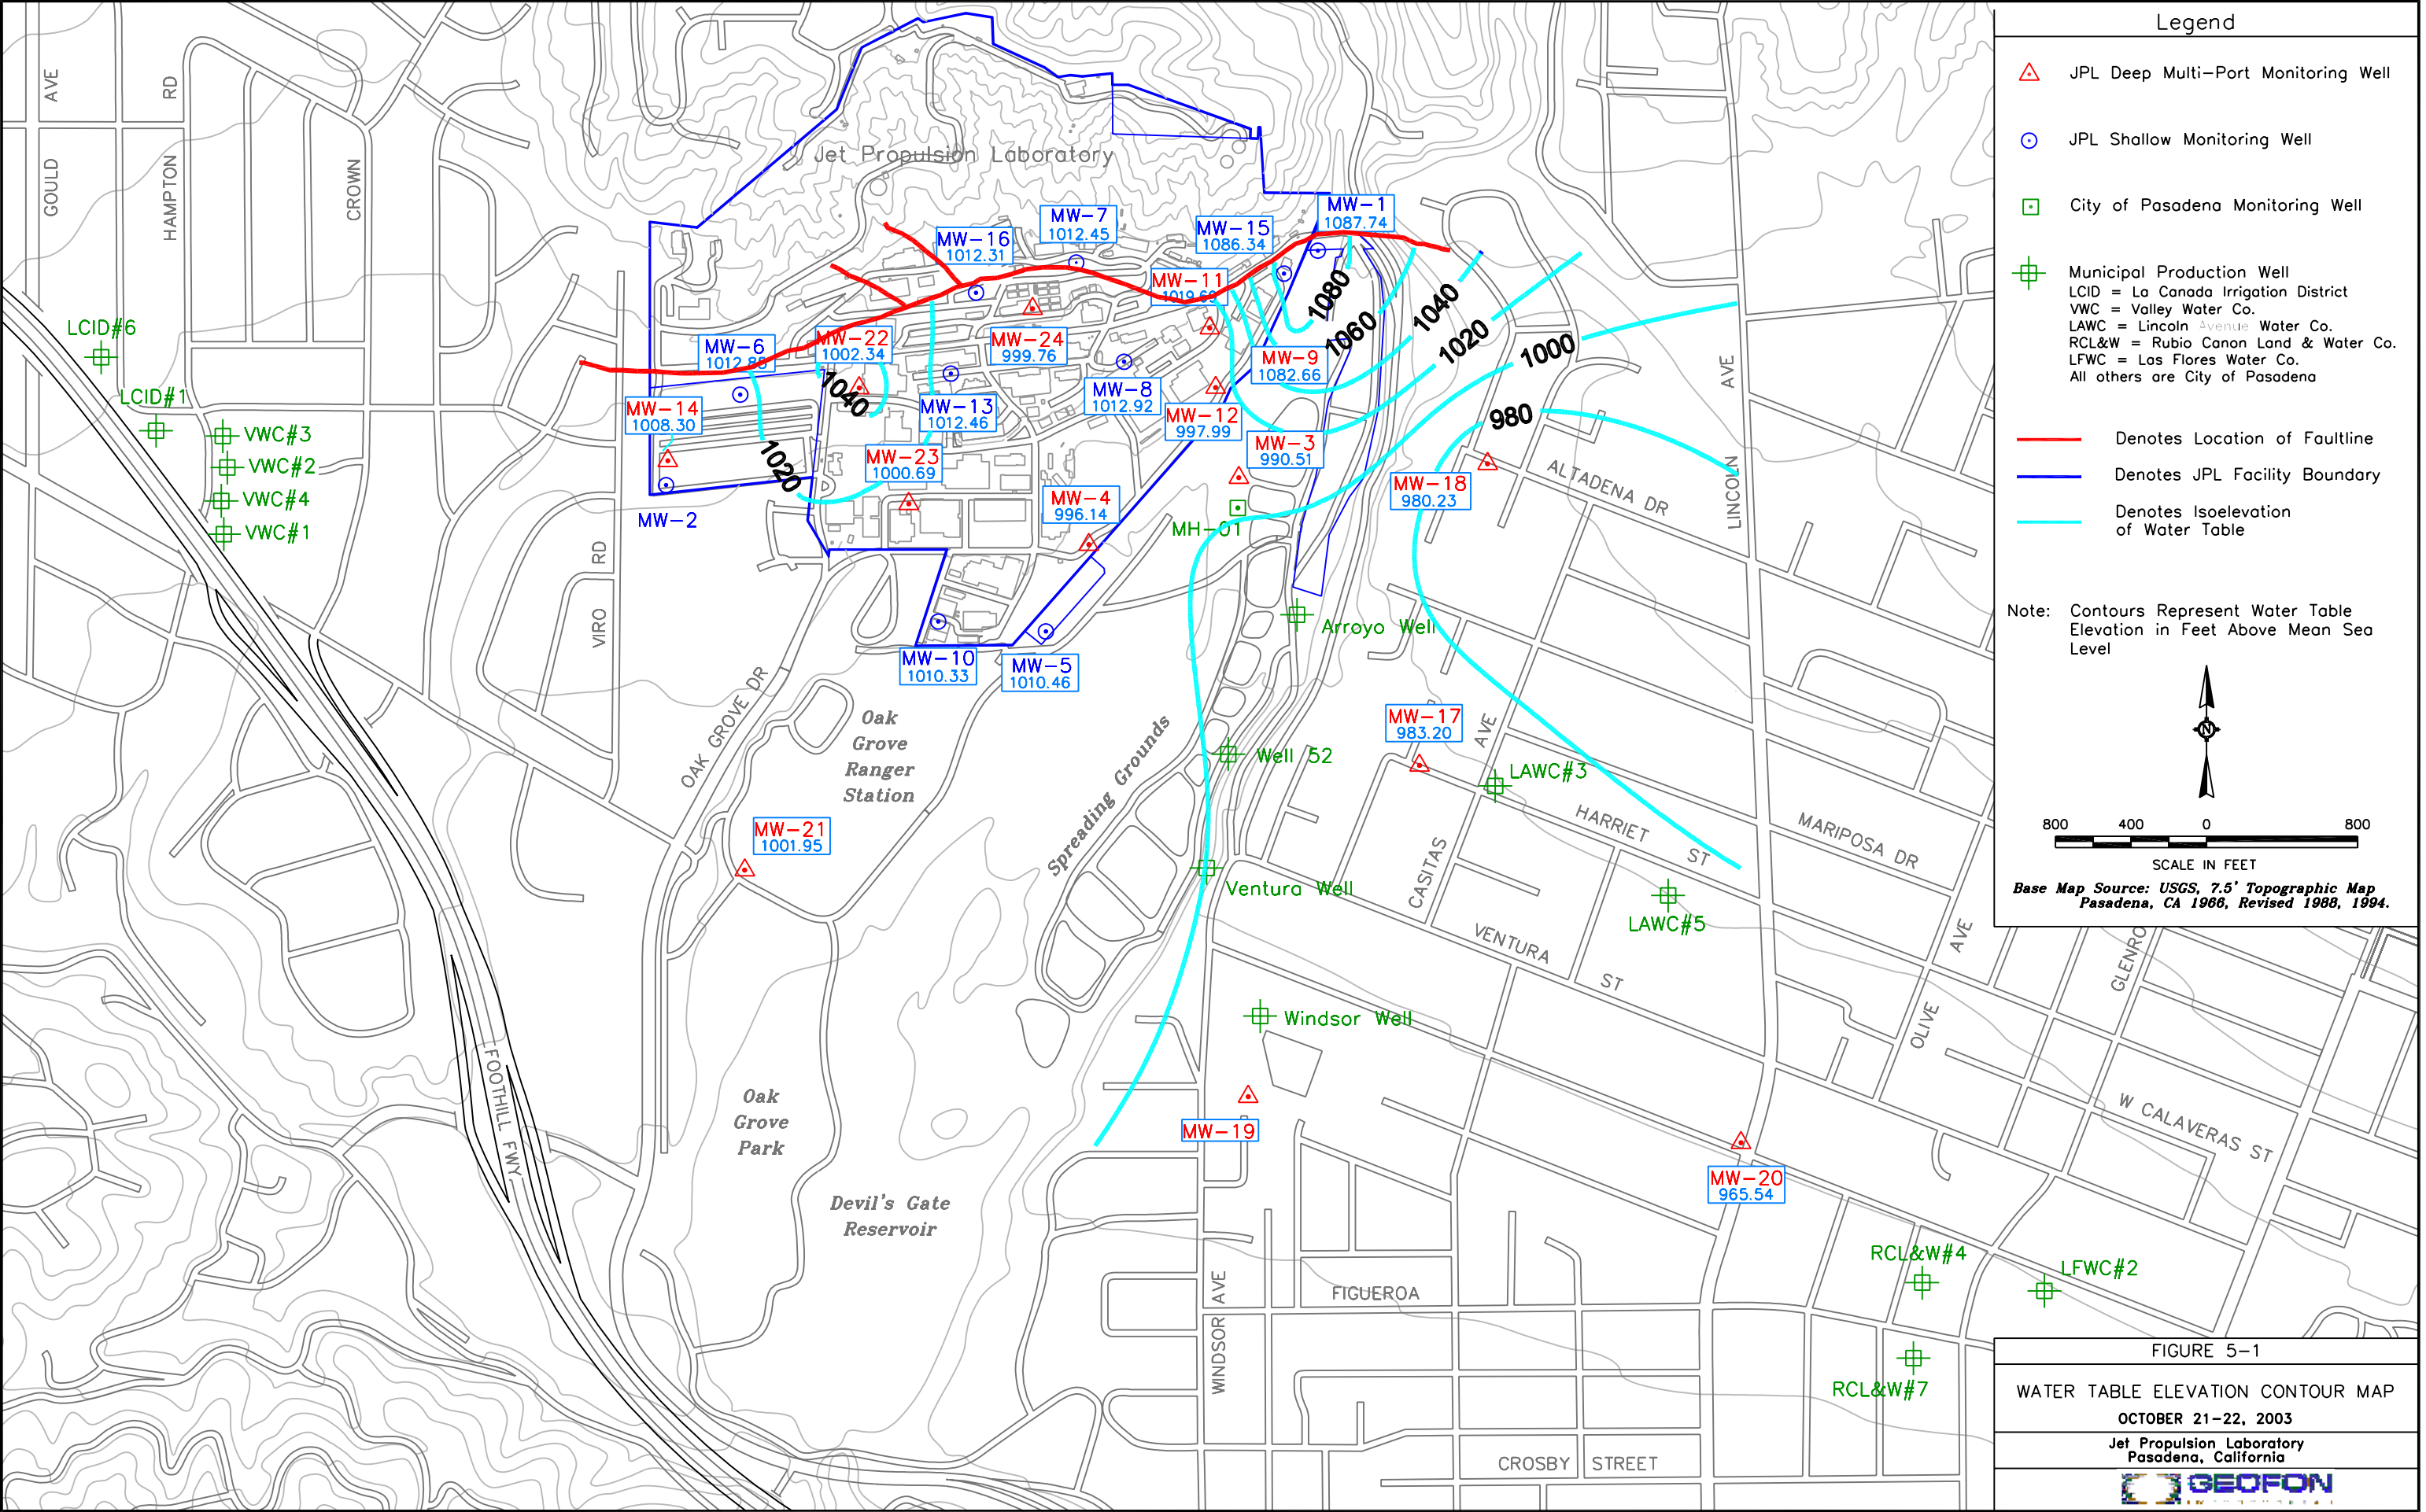 Legend
JPL Deep Multi-Port Monitoring Well
JPL Shallow Monitoring Well
City of Pasadena Monitoring Well
Municipal Production Well
LCID = La Canada Irrigation District
VWC = Valley Water Co.
LAWC = Lincoln Avenue Water Co.
RCL&W = Rubio Canon Land & Water Co.
LFWC = Las Flores Water Co.
All others are City of Pasadena
Denotes Location of Faultline
Denotes JPL Facility Boundary
Denotes Isoelevation
of Water Table
Note: Contours Represent Water Table
Elevation in Feet Above Mean Sea
Level
N
800 400 0 800
SCALE IN FEET
Base Map Source: USGS, 7.5' Topographic Map
Pasadena, CA 1966, Revised 1988, 1994.
FIGURE 5-1
WATER TABLE ELEVATION CONTOUR MAP
OCTOBER 21-22, 2003
Jet Propulsion Laboratory
Pasadena, California
GEOFON
GOULD AVE
HAMPTON RD
CROWN
Jet Propulsion Laboratory
MW-7
1012.45
MW-16
1012.31
MW-15
1086.34
MW-1
1087.74
MW-11
MW-24
999.76
MW-22
1002.34
MW-6
MW-9
1082.66
MW-8
1012.92
MW-13
1012.46
MW-12
997.99
MW-14
1008.30
MW-3
990.51
MW-23
1000.69
MW-4
996.14
MW-18
980.23
MW-2
MH-01
MW-10
1010.33
MW-5
1010.46
MW-17
983.20
MW-21
1001.95
MW-19
MW-20
965.54
1080
1060
1040
1020
1000
980
1040
1020
LCID#6
LCID#1
VWC#3
VWC#2
VWC#4
VWC#1
Arroyo Well
Well 52
Ventura Well
Windsor Well
LAWC#3
LAWC#5
RCL&W#4
LFWC#2
RCL&W#7
VIRO RD
OAK GROVE DR
Oak
Grove
Ranger
Station
Spreading Grounds
Oak
Grove
Park
Devil's Gate
Reservoir
FOOTHILL FWY
LINCOLN AVE
ALTADENA DR
CASITAS AVE
HARRIET ST
MARIPOSA DR
VENTURA ST
OLIVE AVE
GLENRO
W CALAVERAS ST
WINDSOR AVE
FIGUEROA
CROSBY STREET